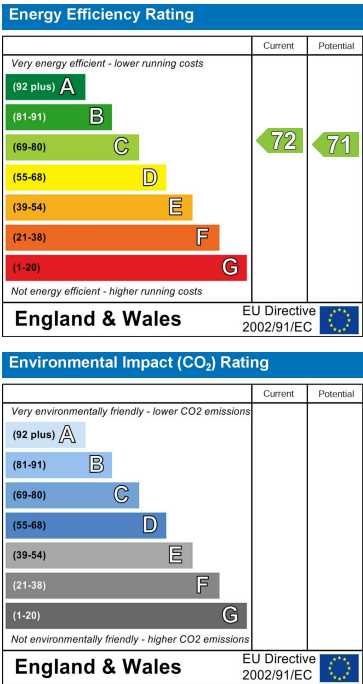 Energy Efficiency Rating
Current Potential
Very energy efficient - lower running costs
(92 plus) A
(81-91) B
(69-80) C
72 71
(55-68) D
(39-54) E
(21-38) F
(1-20) G
Not energy efficient - higher running costs
England & Wales
EU Directive
2002/91/EC
Environmental Impact (CO₂) Rating
Current Potential
Very environmentally friendly - lower CO2 emissions
(92 plus) A
(81-91) B
(69-80) C
(55-68) D
(39-54) E
(21-38) F
(1-20) G
Not environmentally friendly - higher CO2 emissions
England & Wales
EU Directive
2002/91/EC